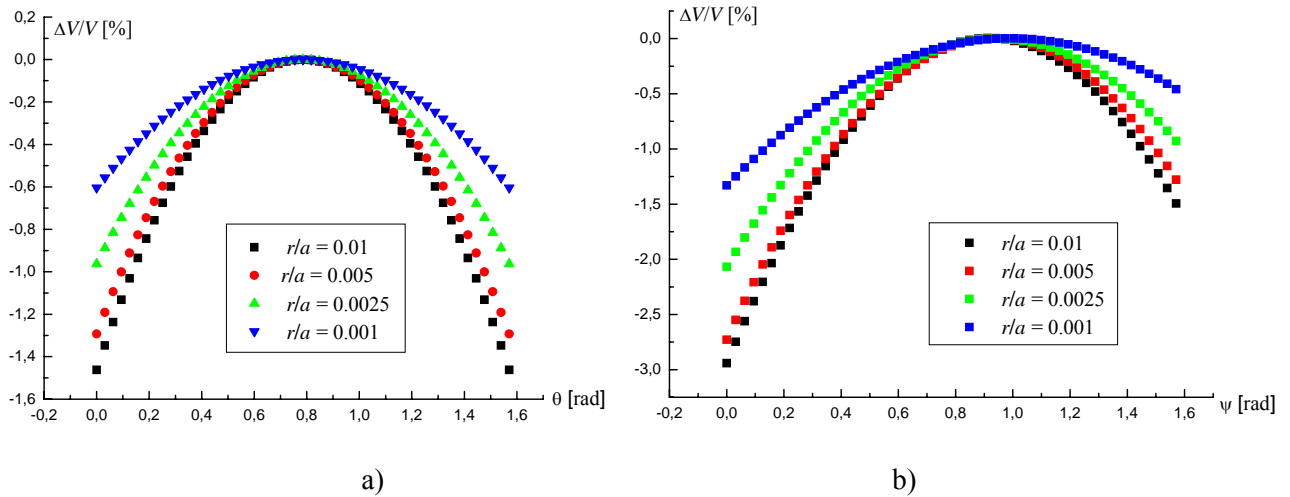 ΔV/V [%]
0,2
0,0
-0,2
-0,4
-0,6
-0,8
-1,0
-1,2
-1,4
-1,6
-0,2 0,0 0,2 0,4 0,6 0,8 1,0 1,2 1,4 1,6
θ [rad]
r/a = 0.01
r/a = 0.005
r/a = 0.0025
r/a = 0.001
a)
ΔV/V [%]
0,0
-0,5
-1,0
-1,5
-2,0
-2,5
-3,0
-0,2 0,0 0,2 0,4 0,6 0,8 1,0 1,2 1,4 1,6
ψ [rad]
r/a = 0.01
r/a = 0.005
r/a = 0.0025
r/a = 0.001
b)